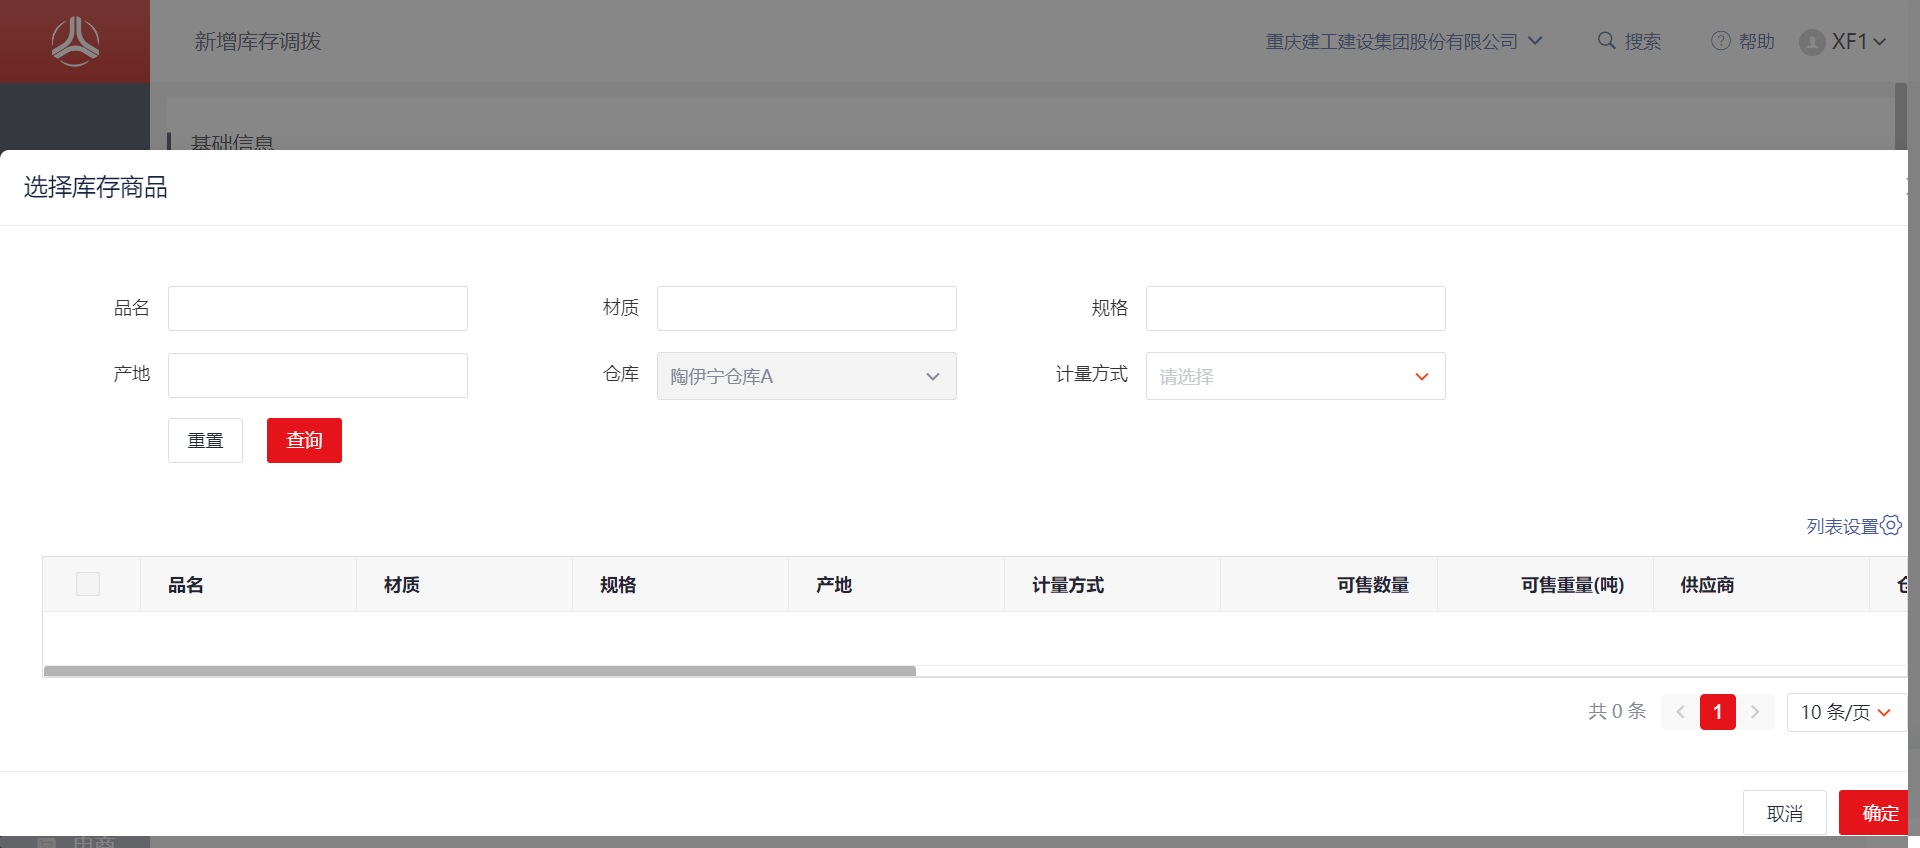 新增库存调拨
重庆建工建设集团股份有限公司
搜索
帮助
XF1
基础信息
选择库存商品
品名
材质
规格
产地
仓库
陶伊宁仓库A
计量方式
请选择
重置
查询
列表设置
品名
材质
规格
产地
计量方式
可售数量
可售重量(吨)
供应商
共 0 条
1
10 条/页
取消
确定